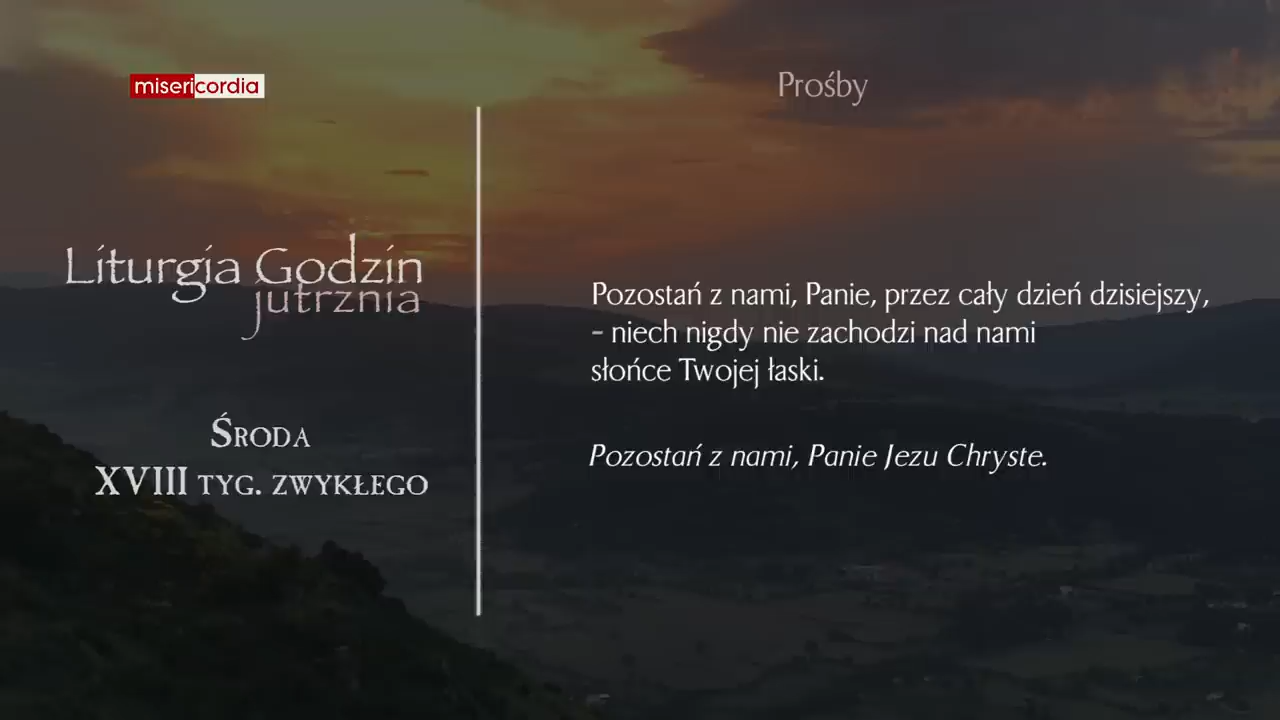 misericordia
Prośby
Liturgia Godzin
jutrznia
Środa
XVIII tyg. zwykłego
Pozostań z nami, Panie, przez cały dzień dzisiejszy,
- niech nigdy nie zachodzi nad nami
słońce Twojej łaski.
Pozostań z nami, Panie Jezu Chryste.